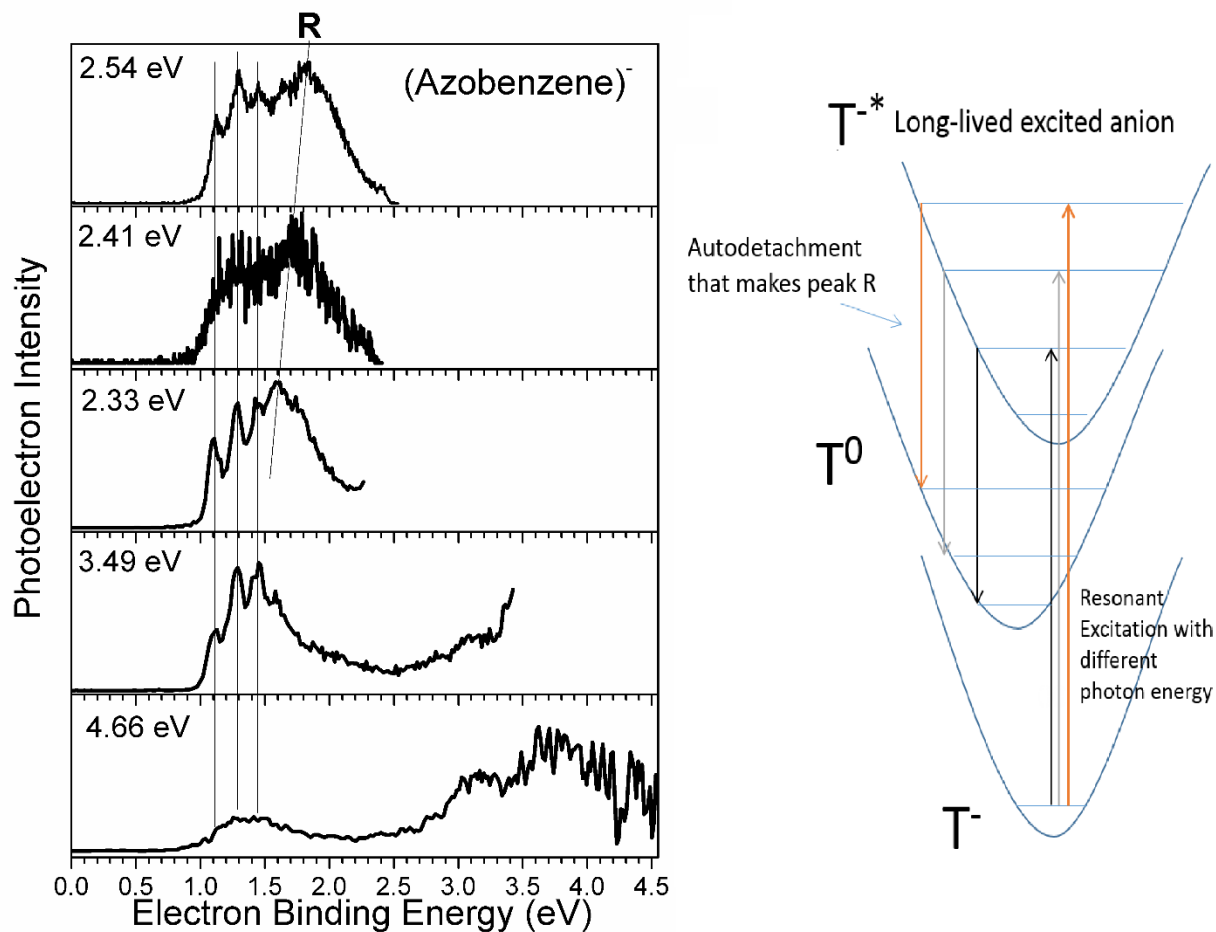 R
2.54 eV
(Azobenzene)⁻
2.41 eV
2.33 eV
3.49 eV
4.66 eV
Photoelectron Intensity
0.0 0.5 1.0 1.5 2.0 2.5 3.0 3.5 4.0 4.5
Electron Binding Energy (eV)
T⁻* Long-lived excited anion
Autodetachment
that makes peak R
T⁰
Resonant
Excitation with
different
photon energy
T⁻